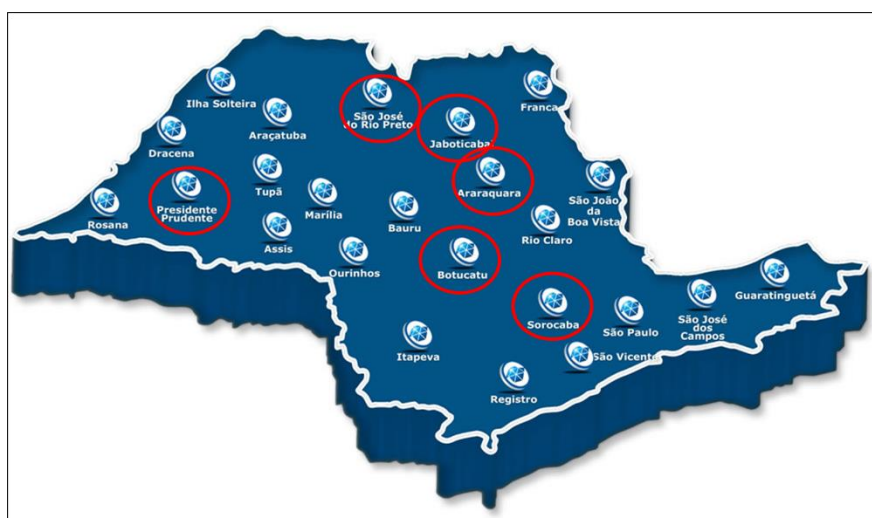 Ilha Solteira
São José
do Rio Preto
Franca
Araçatuba
Jaboticabal
Dracena
Tupã
Araraquara
Presidente
Prudente
Rosana
Marília
São João
da
Boa Vista
Bauru
Rio Claro
Assis
Ourinhos
Botucatu
Guaratinguetá
Sorocaba
São Paulo
São José
dos
Campos
Itapeva
São Vicente
Registro